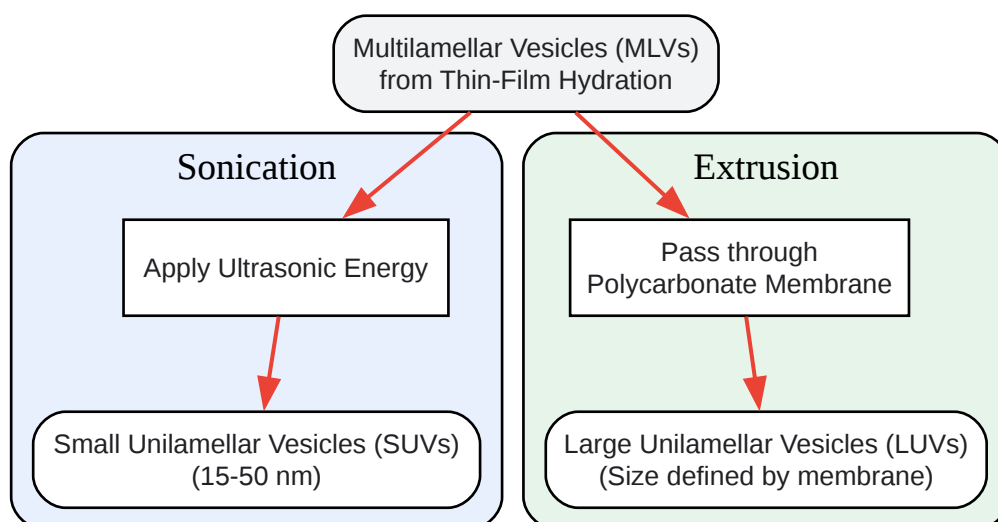 Multilamellar Vesicles (MLVs)
from Thin-Film Hydration
Sonication
Apply Ultrasonic Energy
Small Unilamellar Vesicles (SUVs)
(15-50 nm)
Extrusion
Pass through
Polycarbonate Membrane
Large Unilamellar Vesicles (LUVs)
(Size defined by membrane)